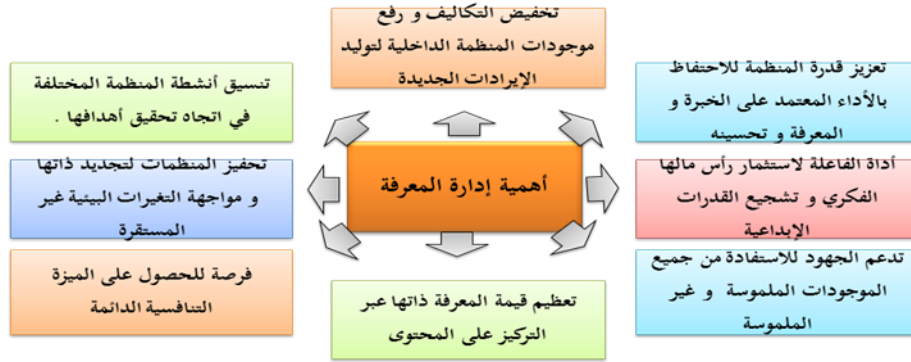 تخفيض التكاليف و رفع
موجودات المنظمة الداخلية لتوليد
الإيرادات الجديدة
تعزيز قدرة المنظمة للاحتفاظ
بالأداء المعتمد على الخبرة و
المعرفة و تحسينه
تنسيق أنشطة المنظمة المختلفة
في اتجاه تحقيق أهدافها .
أهمية إدارة المعرفة
أداة الفاعلة لاستثمار رأس مالها
الفكري و تشجيع القدرات
الإبداعية
تحفيز المنظمات لتجديد ذاتها
و مواجهة التغيرات البيئية غير
المستقرة
تدعم الجهود للاستفادة من جميع
الموجودات الملموسة و غير
الملموسة
فرصة للحصول على الميزة
التنافسية الدائمة
تعظيم قيمة المعرفة ذاتها عبر
التركيز على المحتوى